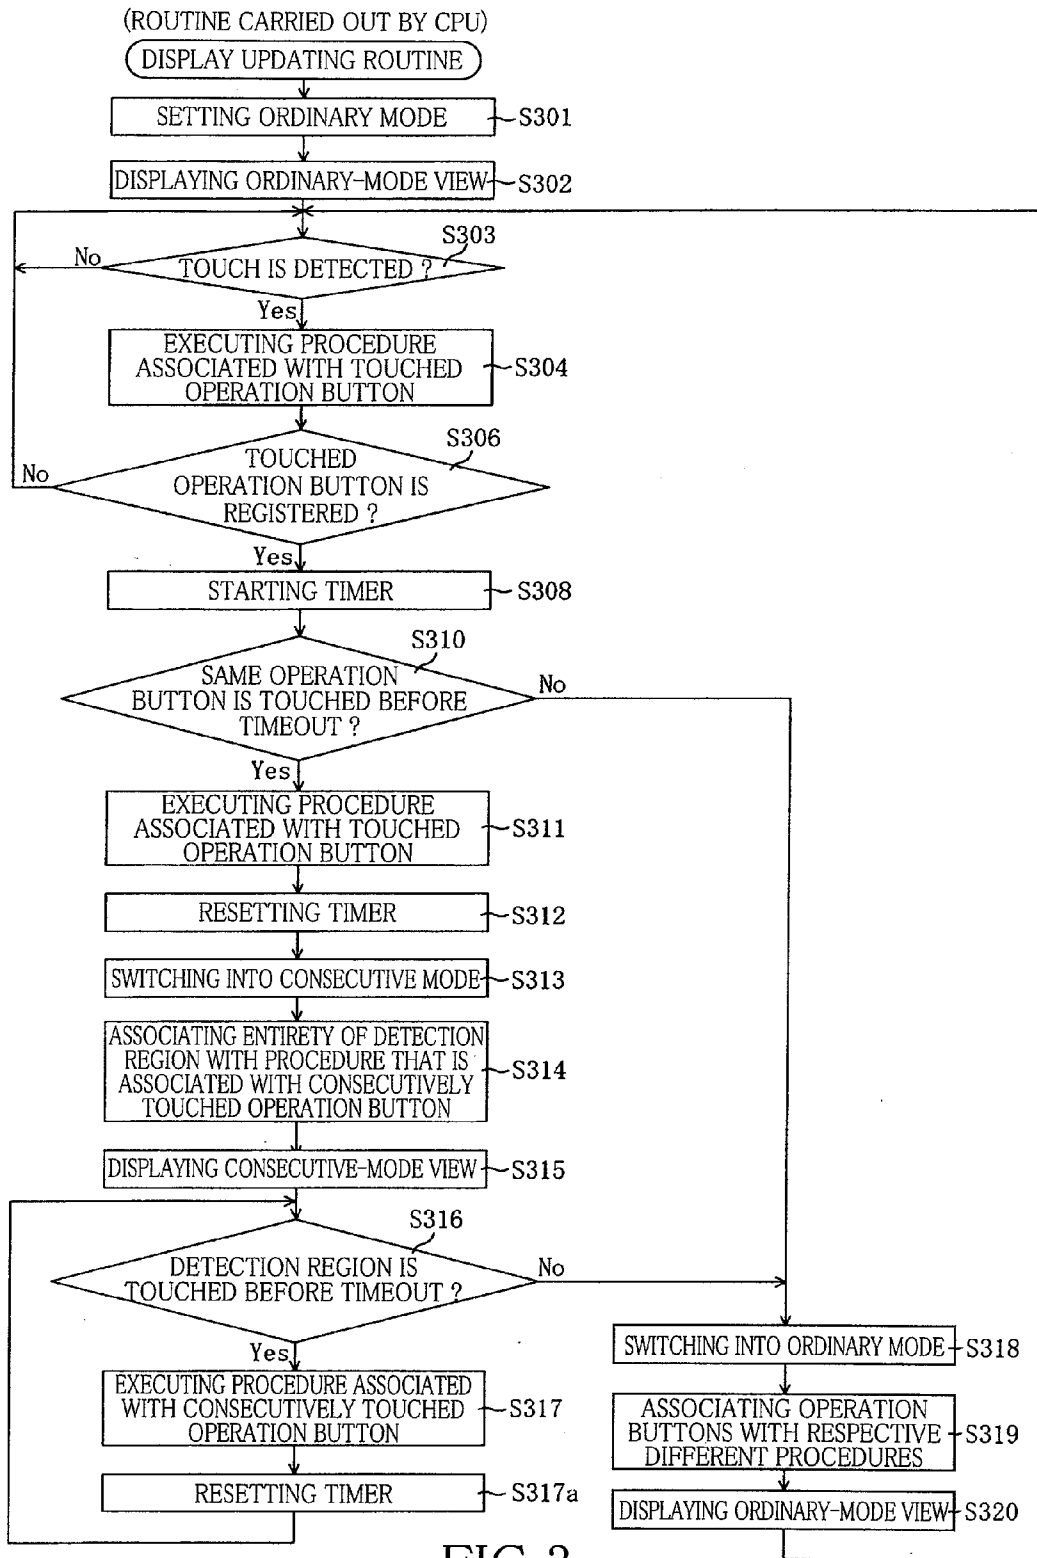 (ROUTINE CARRIED OUT BY CPU)
DISPLAY UPDATING ROUTINE
SETTING ORDINARY MODE
S301
DISPLAYING ORDINARY-MODE VIEW
S302
S303
No
TOUCH IS DETECTED ?
Yes
EXECUTING PROCEDURE
ASSOCIATED WITH TOUCHED
OPERATION BUTTON
S304
S306
No
TOUCHED
OPERATION BUTTON IS
REGISTERED ?
Yes
STARTING TIMER
S308
S310
SAME OPERATION
BUTTON IS TOUCHED BEFORE
TIMEOUT ?
No
Yes
EXECUTING PROCEDURE
ASSOCIATED WITH TOUCHED
OPERATION BUTTON
S311
RESETTING TIMER
S312
SWITCHING INTO CONSECUTIVE MODE
S313
ASSOCIATING ENTIRETY OF DETECTION
REGION WITH PROCEDURE THAT IS
ASSOCIATED WITH CONSECUTIVELY
TOUCHED OPERATION BUTTON
S314
DISPLAYING CONSECUTIVE-MODE VIEW
S315
S316
DETECTION REGION IS
TOUCHED BEFORE TIMEOUT ?
No
Yes
EXECUTING PROCEDURE ASSOCIATED
WITH CONSECUTIVELY TOUCHED
OPERATION BUTTON
S317
RESETTING TIMER
S317a
SWITCHING INTO ORDINARY MODE
S318
ASSOCIATING OPERATION
BUTTONS WITH RESPECTIVE
DIFFERENT PROCEDURES
S319
DISPLAYING ORDINARY-MODE VIEW
S320